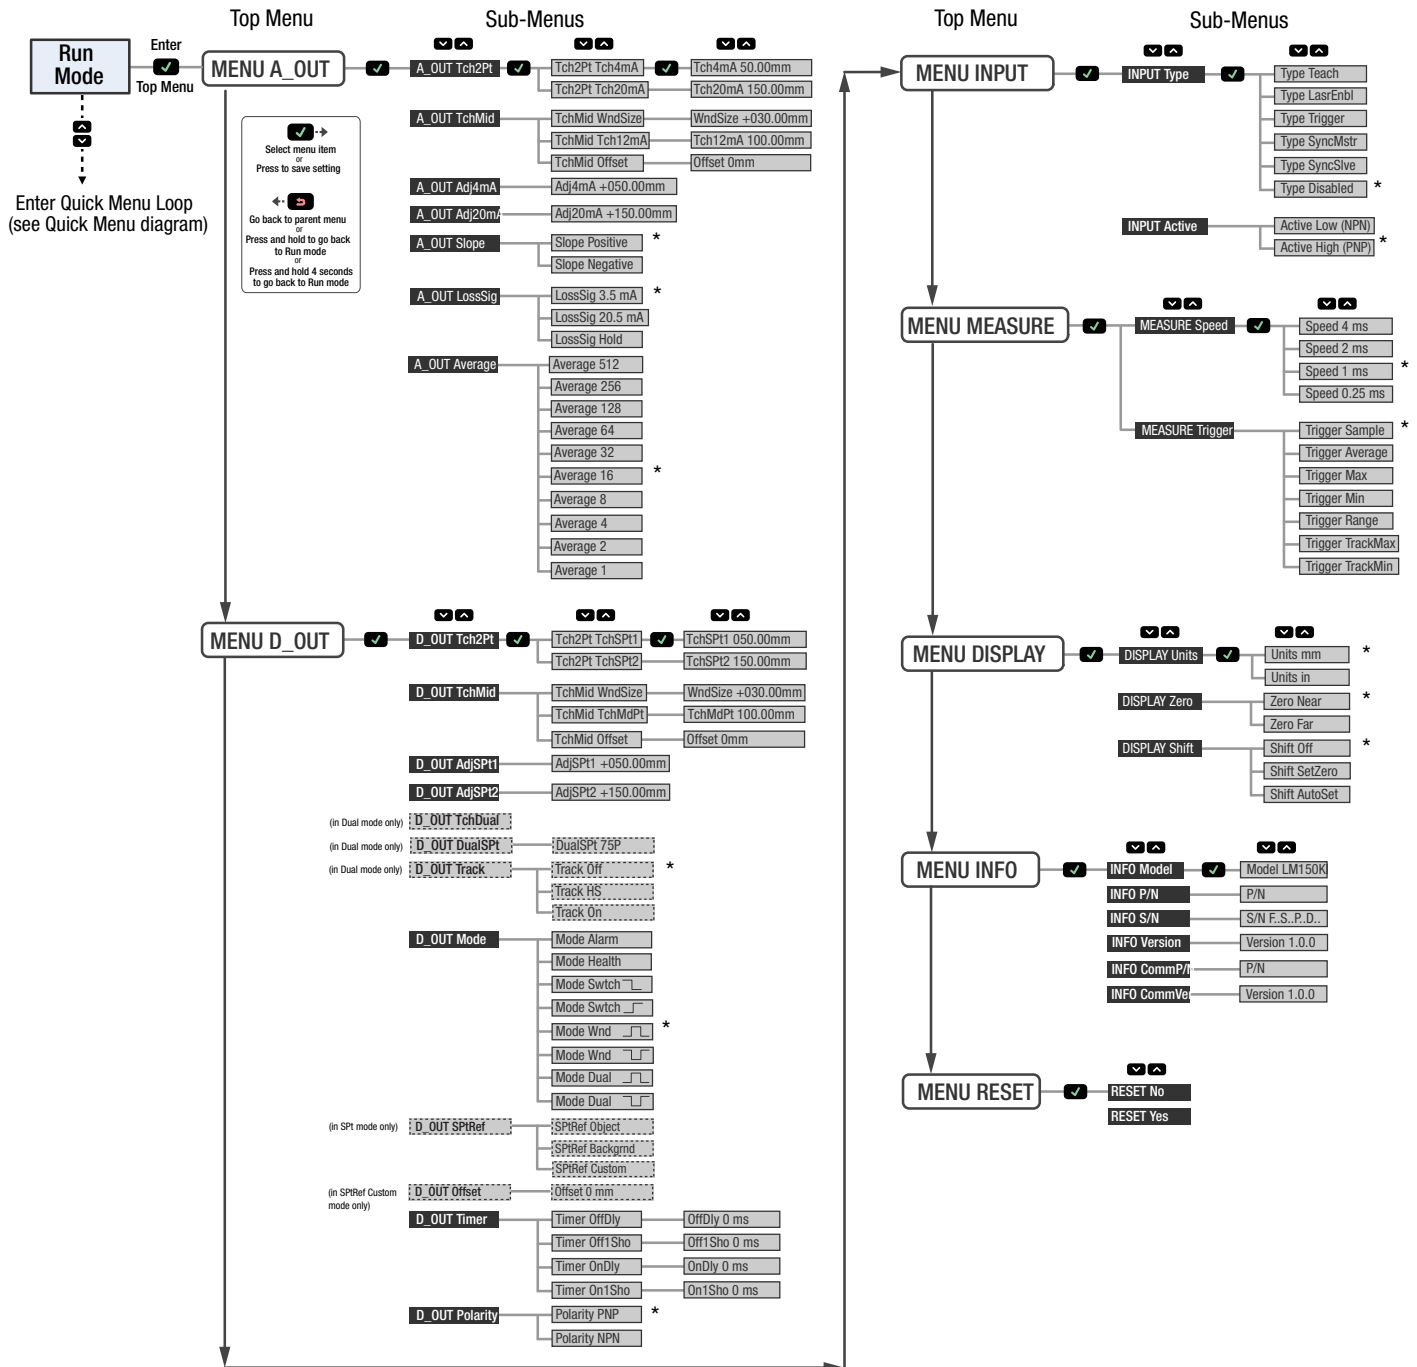 Top Menu
Sub-Menus
Run Mode
Enter
Top Menu
Enter Quick Menu Loop
(see Quick Menu diagram)
Select menu item
or
Press to save setting
Go back to parent menu
or
Press and hold to go back
to Run mode
or
Press and hold 4 seconds
to go back to Run mode
MENU A_OUT
A_OUT Tch2Pt
Tch2Pt Tch4mA
Tch4mA 50.00mm
Tch2Pt Tch20mA
Tch20mA 150.00mm
A_OUT TchMid
TchMid WndSize
WndSize +030.00mm
TchMid Tch12mA
Tch12mA 100.00mm
TchMid Offset
Offset 0mm
A_OUT Adj4mA
Adj4mA +050.00mm
A_OUT Adj20mA
Adj20mA +150.00mm
A_OUT Slope
Slope Positive *
Slope Negative
A_OUT LossSig
LossSig 3.5 mA *
LossSig 20.5 mA
LossSig Hold
A_OUT Average
Average 512
Average 256
Average 128
Average 64
Average 32
Average 16 *
Average 8
Average 4
Average 2
Average 1
MENU D_OUT
D_OUT Tch2Pt
Tch2Pt TchSPt1
TchSPt1 050.00mm
Tch2Pt TchSPt2
TchSPt2 150.00mm
D_OUT TchMid
TchMid WndSize
WndSize +030.00mm
TchMid TchMdPt
TchMdPt 100.00mm
TchMid Offset
Offset 0mm
D_OUT AdjSPt1
AdjSPt1 +050.00mm
D_OUT AdjSPt2
AdjSPt2 +150.00mm
(in Dual mode only)
D_OUT TchDual
(in Dual mode only)
D_OUT DualSPt
DualSPt 75P
(in Dual mode only)
D_OUT Track
Track Off *
Track HS
Track On
D_OUT Mode
Mode Alarm
Mode Health
Mode Swtch
Mode Swtch
Mode Wnd *
Mode Wnd
Mode Dual
Mode Dual
(in SPt mode only)
D_OUT SPtRef
SPtRef Object
SPtRef Backgrnd
SPtRef Custom
(in SPtRef Custom
mode only)
D_OUT Offset
Offset 0 mm
D_OUT Timer
Timer OffDly
OffDly 0 ms
Timer Off1Sho
Off1Sho 0 ms
Timer OnDly
OnDly 0 ms
Timer On1Sho
On1Sho 0 ms
D_OUT Polarity
Polarity PNP *
Polarity NPN
Top Menu
Sub-Menus
MENU INPUT
INPUT Type
Type Teach
Type LasrEnbl
Type Trigger
Type SyncMstr
Type SyncSlve
Type Disabled *
INPUT Active
Active Low (NPN)
Active High (PNP) *
MENU MEASURE
MEASURE Speed
Speed 4 ms
Speed 2 ms
Speed 1 ms *
Speed 0.25 ms
MEASURE Trigger
Trigger Sample *
Trigger Average
Trigger Max
Trigger Min
Trigger Range
Trigger TrackMax
Trigger TrackMin
MENU DISPLAY
DISPLAY Units
Units mm *
Units in
DISPLAY Zero
Zero Near *
Zero Far
DISPLAY Shift
Shift Off *
Shift SetZero
Shift AutoSet
MENU INFO
INFO Model
Model LM150K
INFO P/N
P/N
INFO S/N
S/N F..S..P..D..
INFO Version
Version 1.0.0
INFO CommP/N
P/N
INFO CommVer
Version 1.0.0
MENU RESET
RESET No
RESET Yes